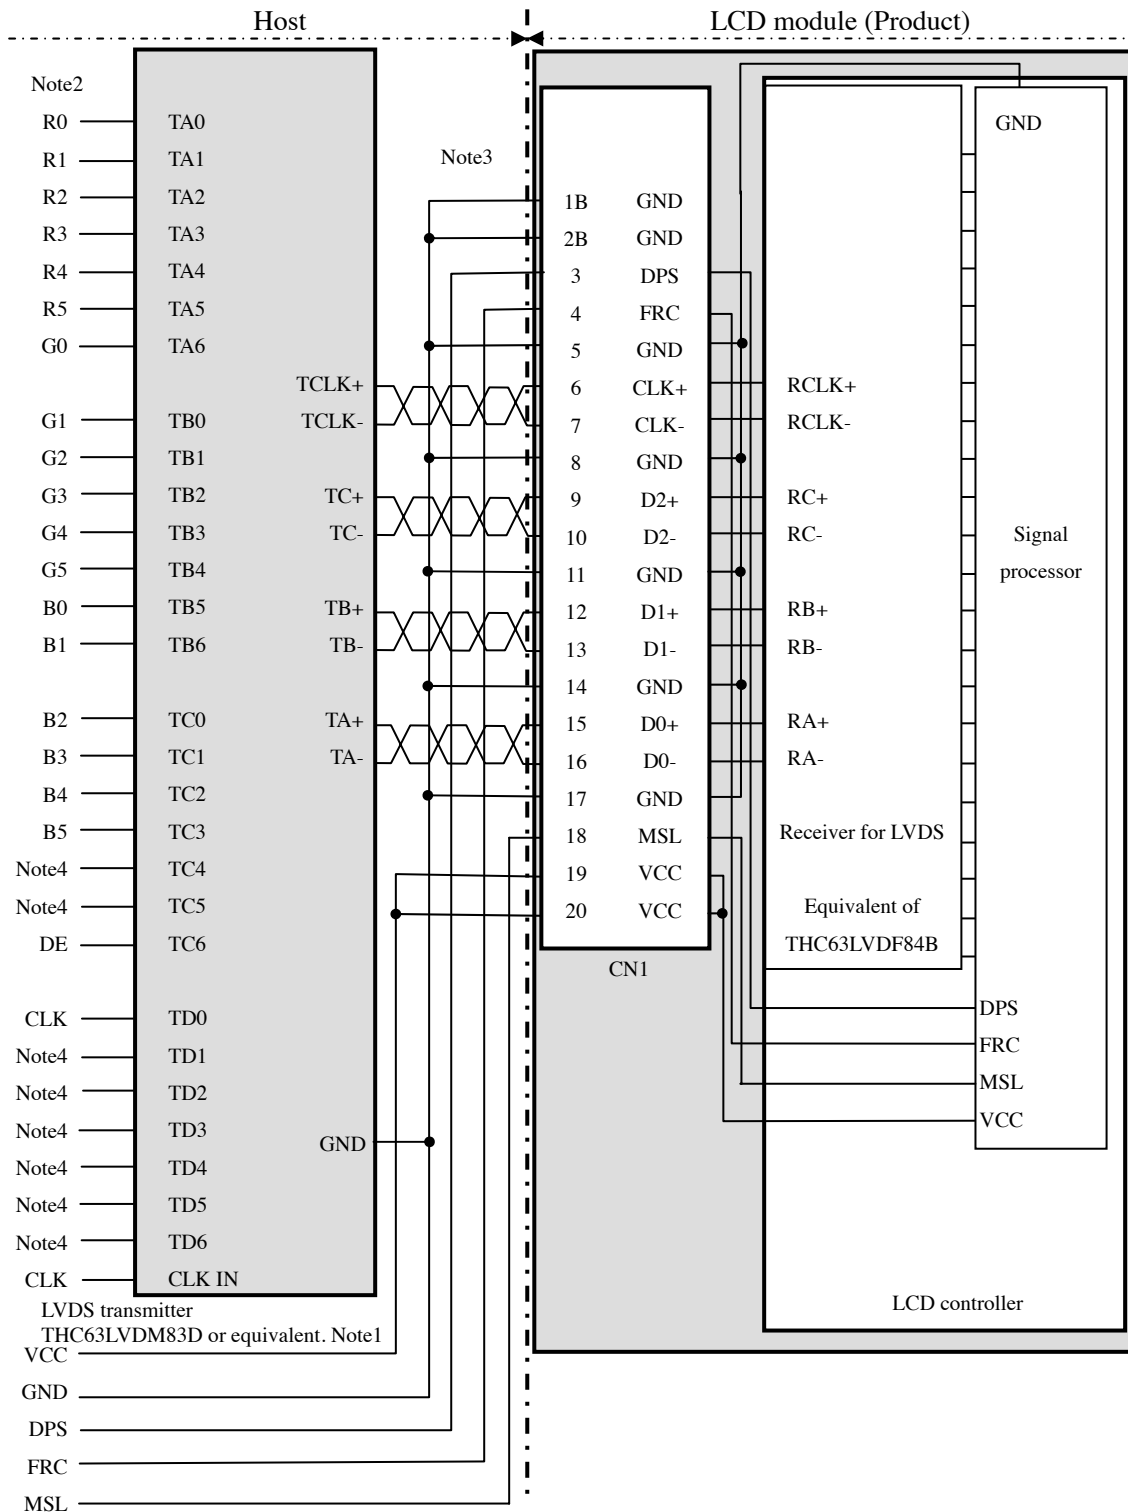 Host
LCD module (Product)
Note2
R0 TA0
R1 TA1
R2 TA2
R3 TA3
R4 TA4
R5 TA5
G0 TA6
TCLK+
G1 TB0 TCLK-
G2 TB1
G3 TB2 TC+
G4 TB3 TC-
G5 TB4
B0 TB5 TB+
B1 TB6 TB-
B2 TC0 TA+
B3 TC1 TA-
B4 TC2
B5 TC3
Note4 TC4
Note4 TC5
DE TC6
CLK TD0
Note4 TD1
Note4 TD2
Note4 TD3
GND
Note4 TD4
Note4 TD5
Note4 TD6
CLK CLK IN
LVDS transmitter
THC63LVDM83D or equivalent. Note1
VCC
GND
DPS
FRC
MSL
Note3
1B GND
2B GND
3 DPS
4 FRC
5 GND
6 CLK+
7 CLK-
8 GND
9 D2+
10 D2-
11 GND
12 D1+
13 D1-
14 GND
15 D0+
16 D0-
17 GND
18 MSL
19 VCC
20 VCC
CN1
RCLK+
RCLK-
RC+
RC-
RB+
RB-
RA+
RA-
Receiver for LVDS
Equivalent of
THC63LVDF84B
GND
Signal
processor
DPS
FRC
MSL
VCC
LCD controller